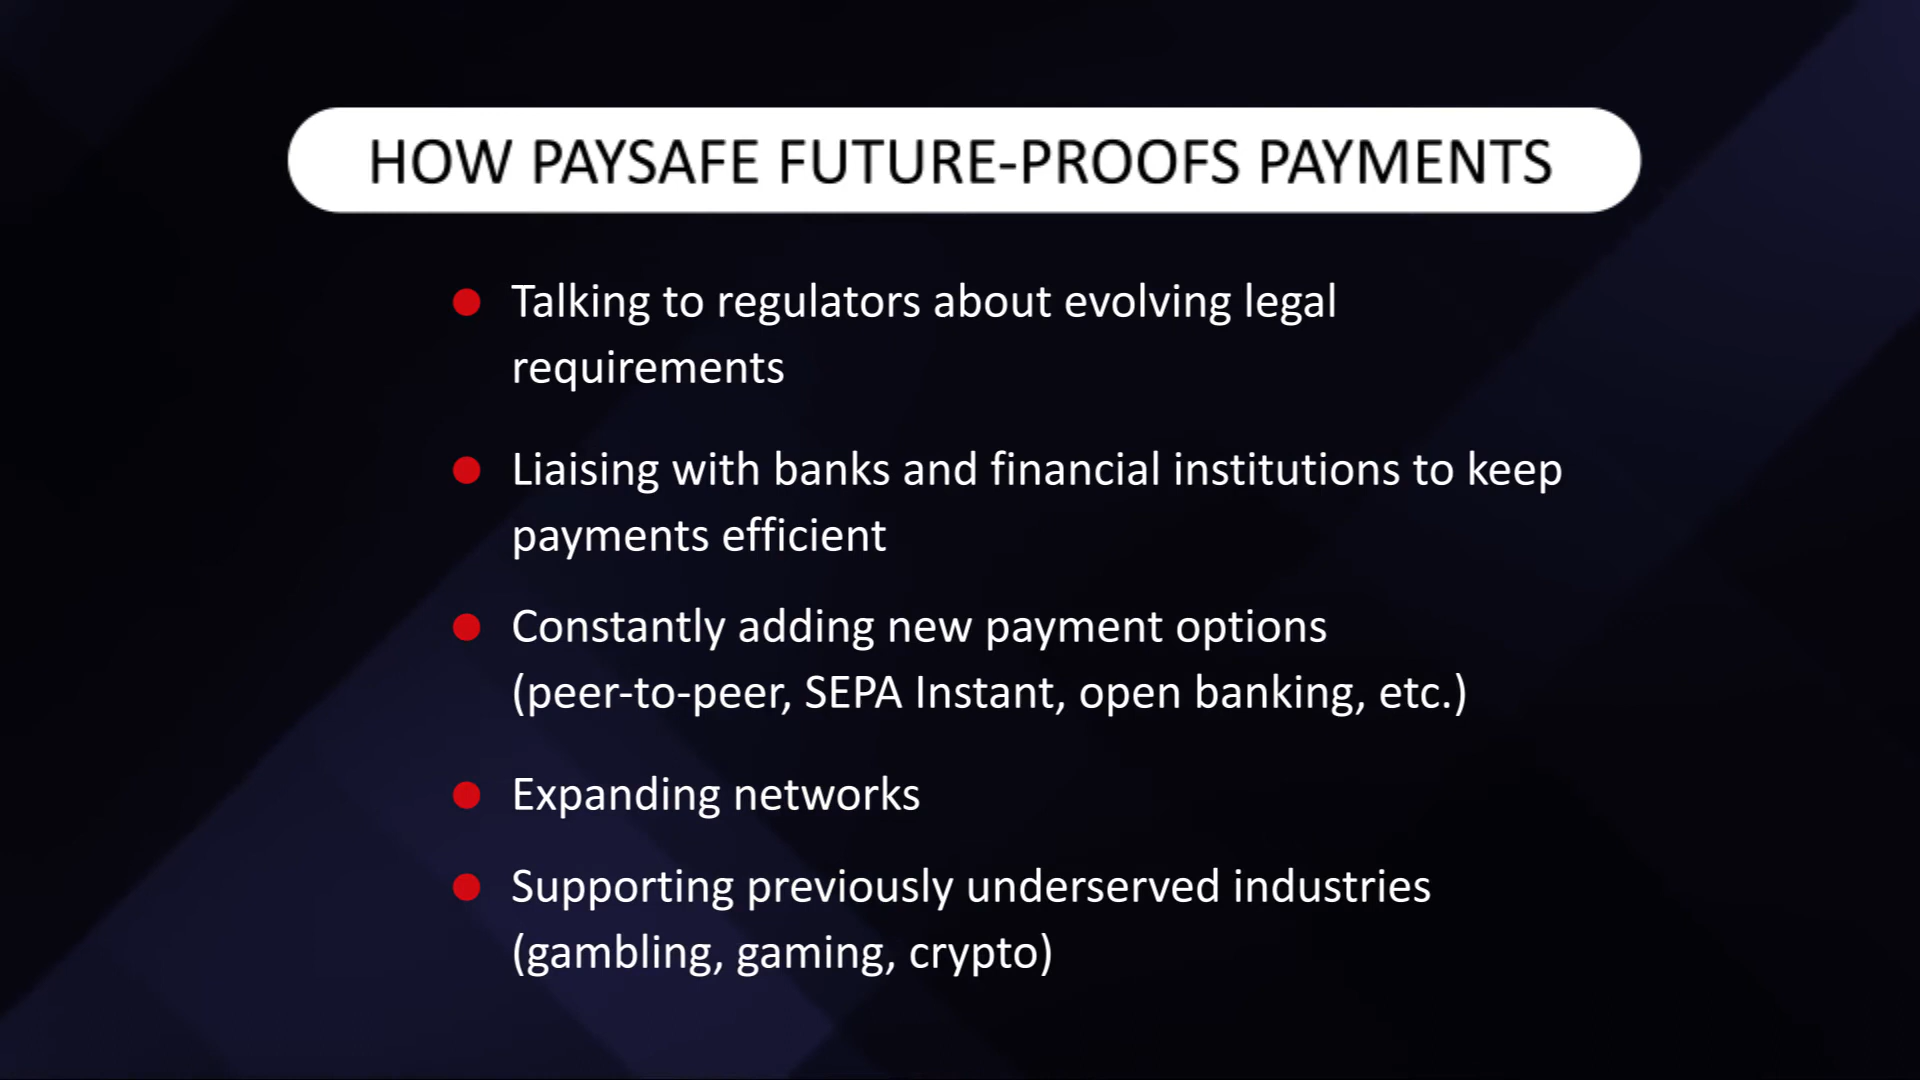 HOW PAYSAFE FUTURE-PROOFS PAYMENTS
Talking to regulators about evolving legal
requirements
Liaising with banks and financial institutions to keep
payments efficient
Constantly adding new payment options
(peer-to-peer, SEPA Instant, open banking, etc.)
Expanding networks
Supporting previously underserved industries
(gambling, gaming, crypto)